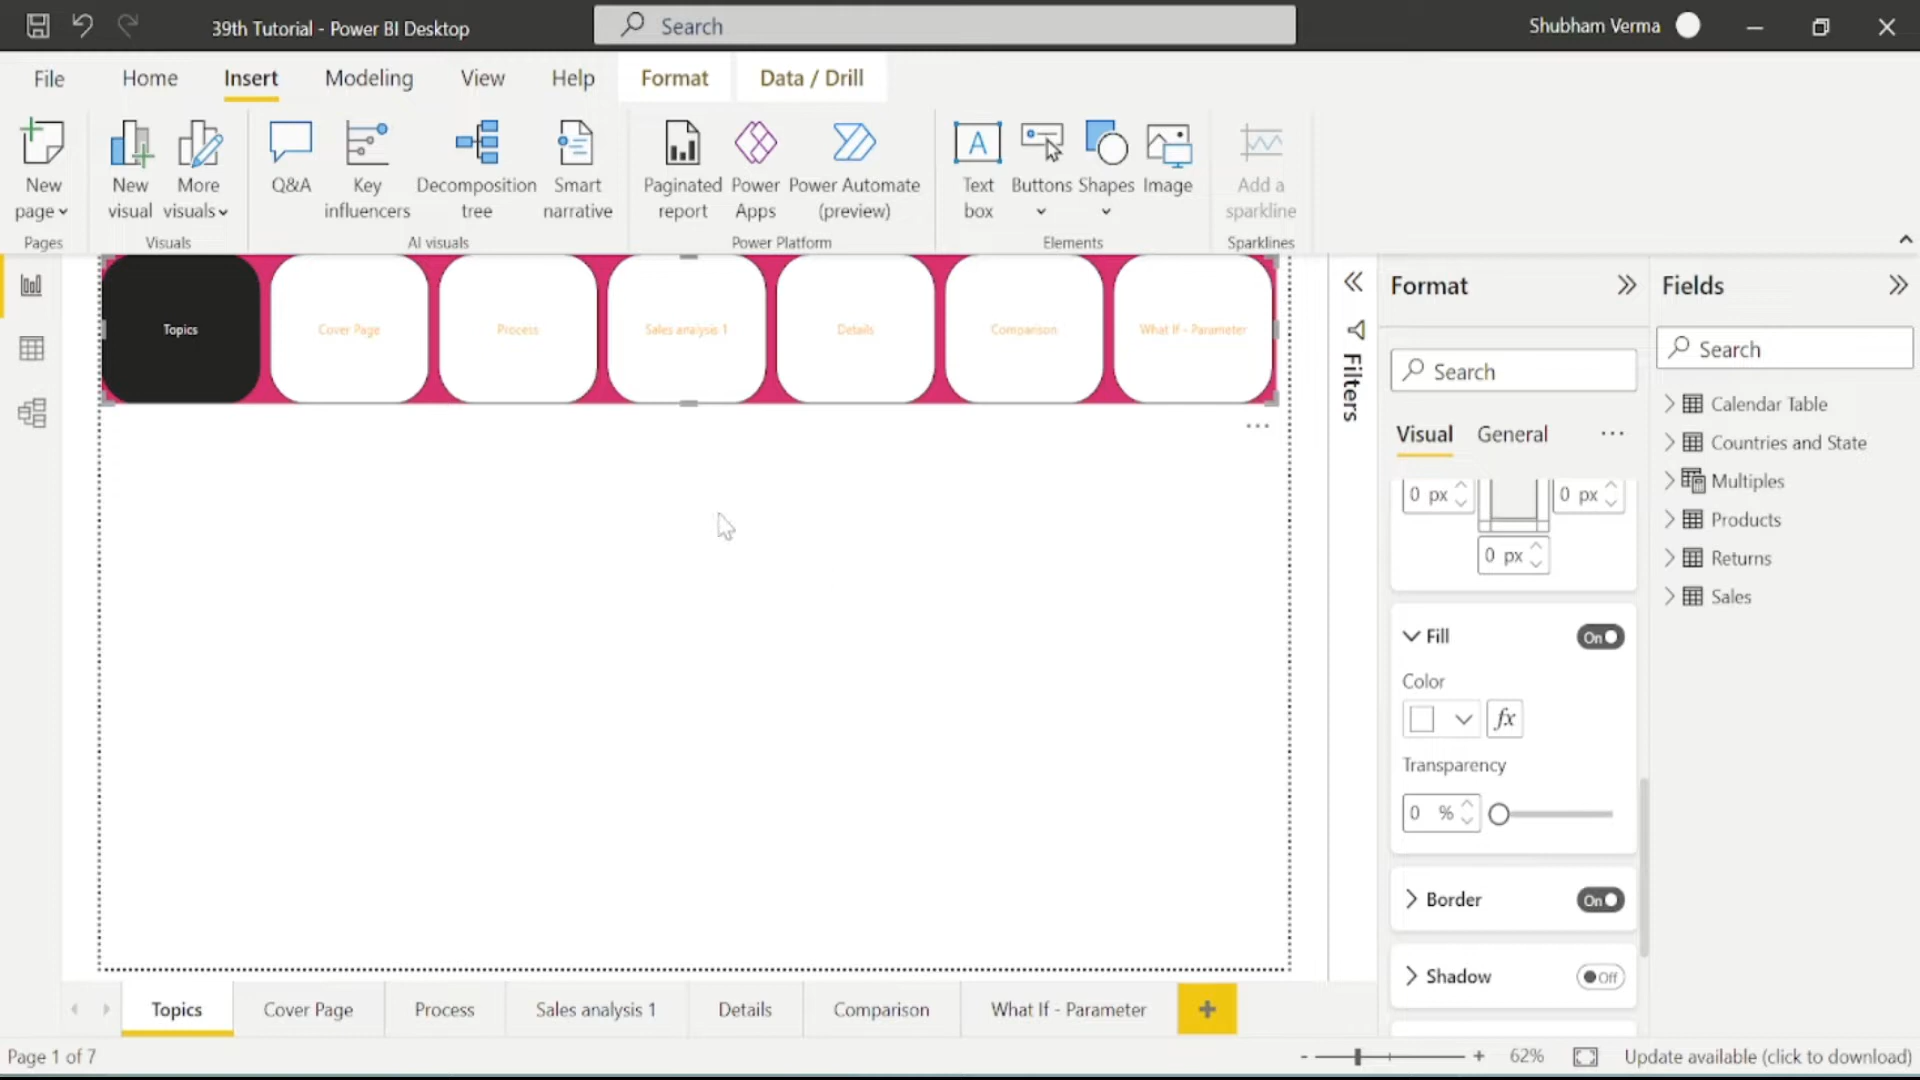 39th Tutorial - Power BI Desktop
Search
Shubham Verma
File
Home
Insert
Modeling
View
Help
Format
Data / Drill
New page
New visual
More visuals
Q&A
Key influencers
Decomposition tree
Smart narrative
Paginated report
Power Apps
Power Automate (preview)
Text box
Buttons
Shapes
Image
Add a sparkline
Pages
Visuals
AI visuals
Power Platform
Elements
Sparklines
Topics
Cover Page
Process
Sales analysis 1
Details
Comparison
What If - Parameter
Filters
Format
Search
Visual
General
0 px
0 px
0 px
Fill
On
Color
fx
Transparency
0 %
Border
On
Shadow
Off
Fields
Search
Calendar Table
Countries and State
Multiples
Products
Returns
Sales
Topics
Cover Page
Process
Sales analysis 1
Details
Comparison
What If - Parameter
+
Page 1 of 7
- + 62%
Update available (click to download)